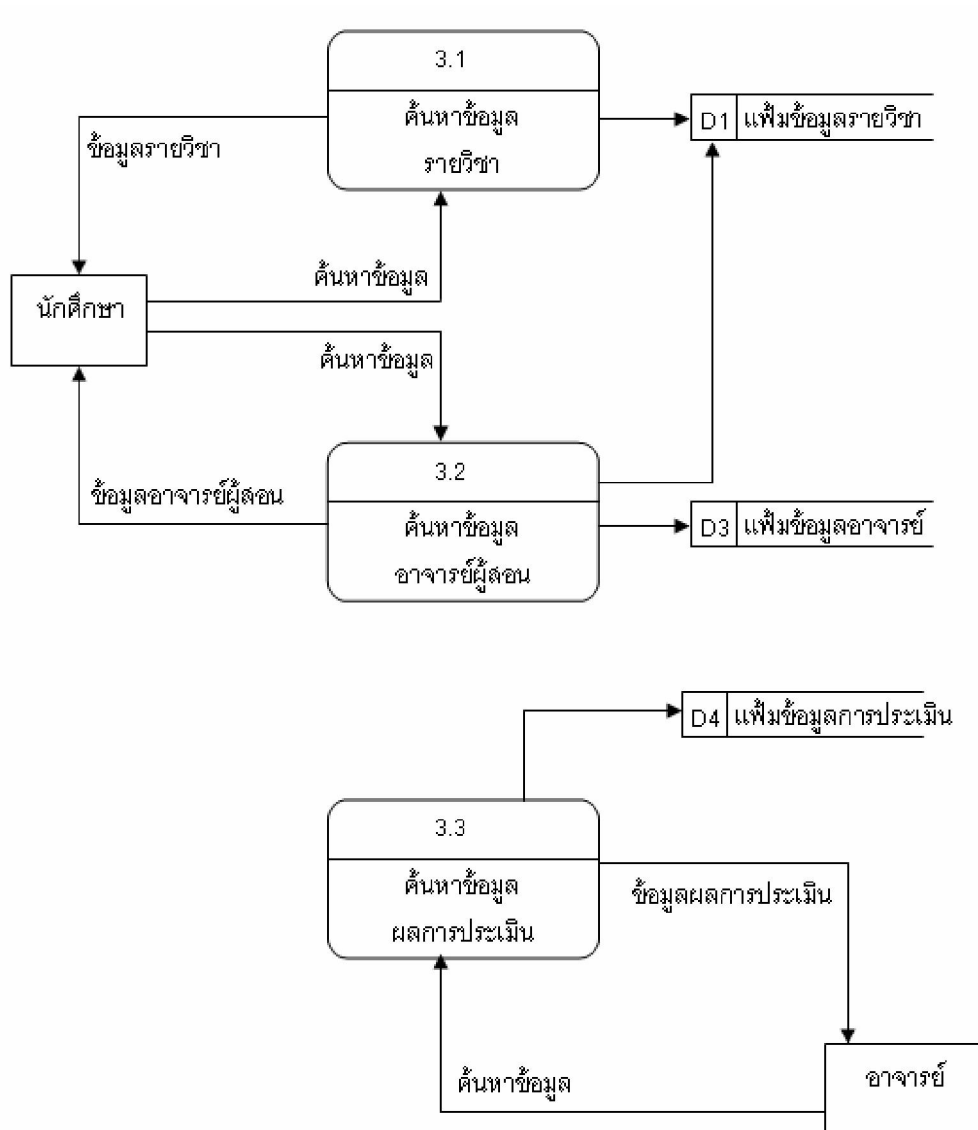 3.1
ค้นหาข้อมูล
รายวิชา
D1 แฟ้มข้อมูลรายวิชา
ข้อมูลรายวิชา
ค้นหาข้อมูล
นักศึกษา
ค้นหาข้อมูล
3.2
ข้อมูลอาจารย์ผู้สอน
ค้นหาข้อมูล
อาจารย์ผู้สอน
D3 แฟ้มข้อมูลอาจารย์
D4 แฟ้มข้อมูลการประเมิน
3.3
ค้นหาข้อมูล
ผลการประเมิน
ข้อมูลผลการประเมิน
ค้นหาข้อมูล
อาจารย์